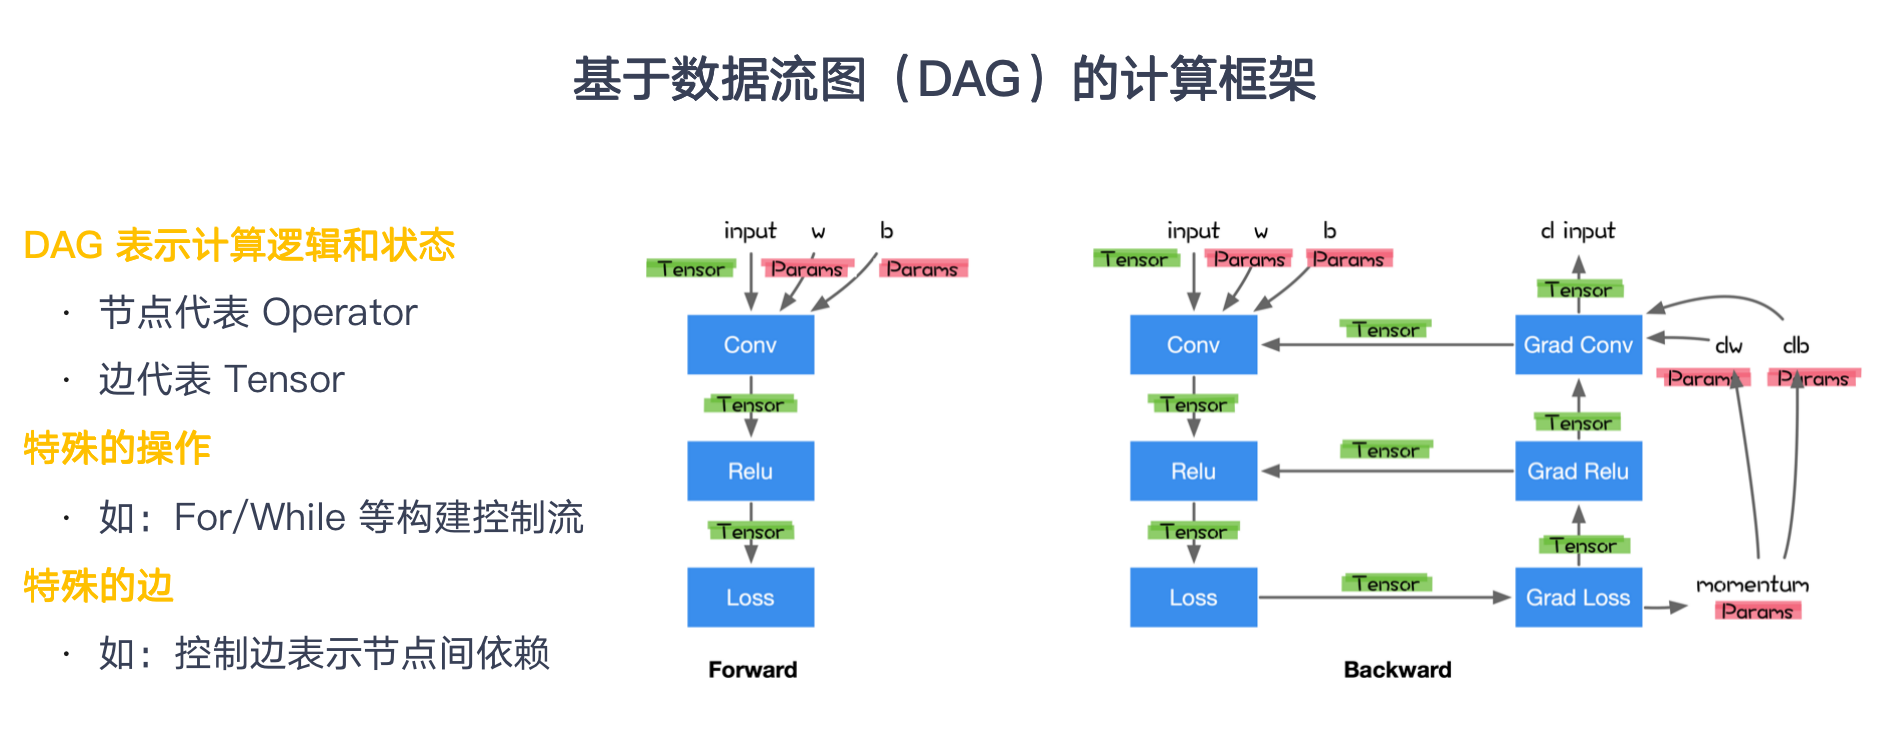 基于数据流图（DAG）的计算框架
DAG 表示计算逻辑和状态
· 节点代表 Operator
· 边代表 Tensor
特殊的操作
· 如：For/While 等构建控制流
特殊的边
· 如：控制边表示节点间依赖
input w b
Tensor Params Params
Conv
Tensor
Relu
Tensor
Loss
Forward
input w b
Tensor Params Params
Conv
Tensor
Relu
Tensor
Loss
Tensor
Tensor
Tensor
d input
Tensor
Grad Conv
Tensor
Grad Relu
Tensor
Grad Loss
dw db
Params Params
momentum
Params
Backward